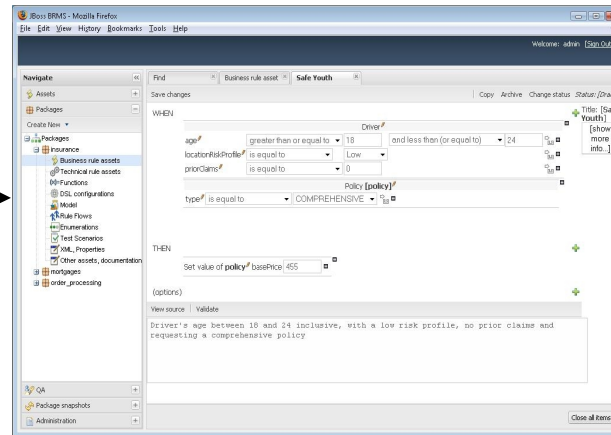 JBoss BRMS - Mozilla Firefox
File Edit View History Bookmarks Tools Help
Welcome: admin [Sign Out
Navigate
Find Business rule asset Safe Youth
Assets
Save changes Copy Archive Change status Status: [Dra
Packages
Create New
WHEN
Title: [Sa
Youth]
[show
more
info...]
Packages
insurance
Business rule assets
Technical rule assets
Functions
DSL configurations
Model
Rule Flows
Enumerations
Test Scenarios
XML, Properties
Other assets, documentation
mortgages
order_processing
Driver
age greater than or equal to 18 and less than (or equal to) 24
locationRiskProfile is equal to Low
priorClaims is equal to 0
Policy [policy]
type is equal to COMPREHENSIVE
THEN
Set value of policy basePrice 455
(options)
View source Validate
Driver's age between 18 and 24 inclusive, with a low risk profile, no prior claims and
requesting a comprehensive policy
QA
Package snapshots
Administration
Close all items